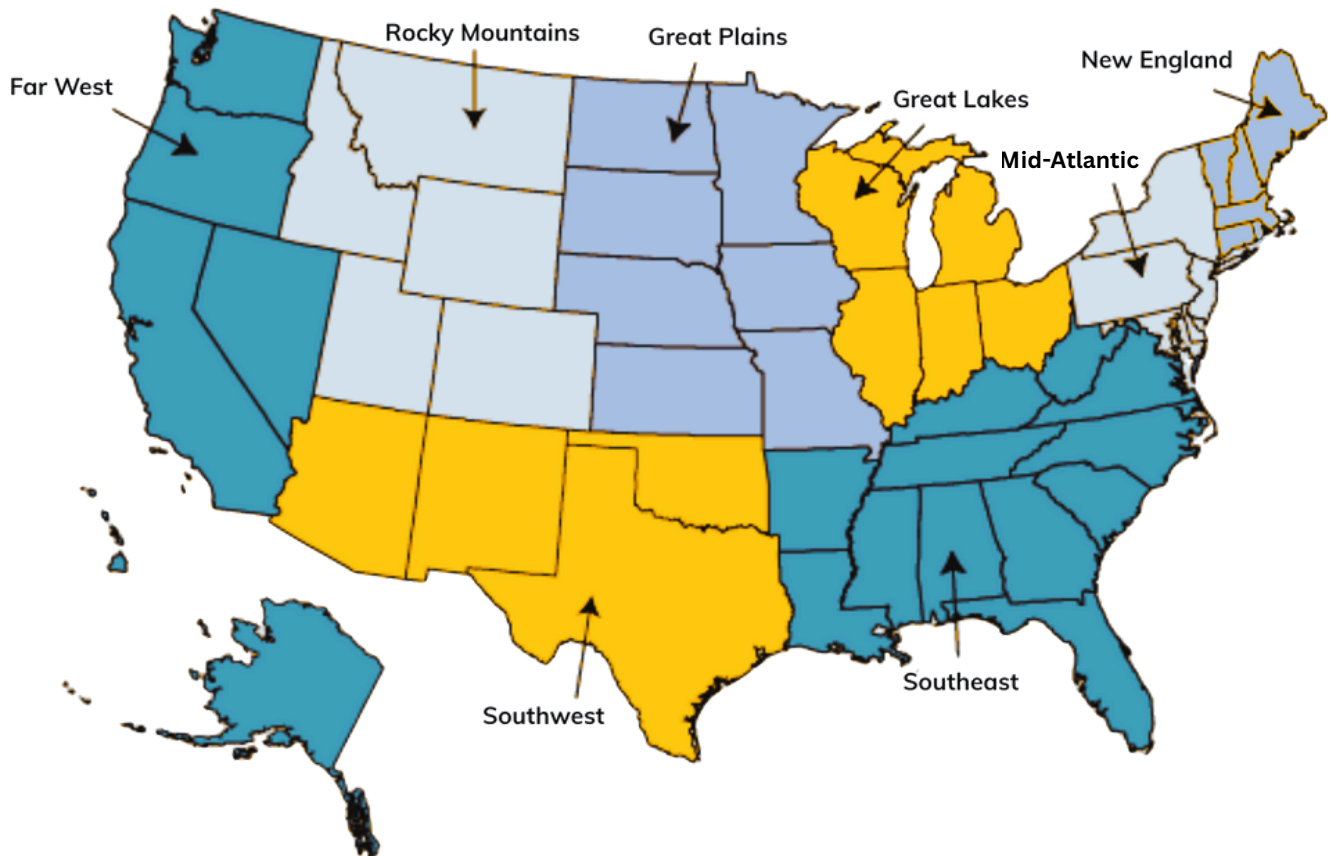 Rocky Mountains
Great Plains
New England
Far West
Great Lakes
Mid-Atlantic
Southeast
Southwest